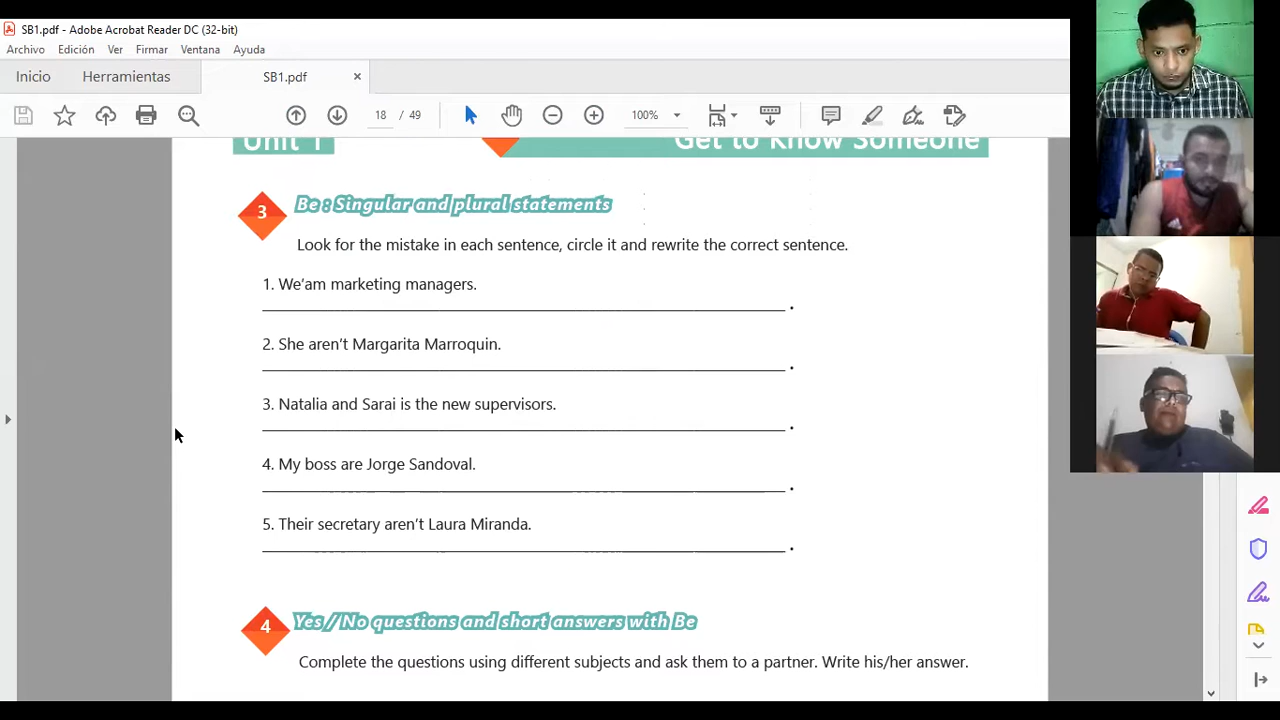 SB1.pdf - Adobe Acrobat Reader DC (32-bit)
Archivo Edición Ver Firmar Ventana Ayuda
Inicio Herramientas SB1.pdf ×
18 / 49 100%
Unit 1 Get to Know Someone
3 Be : Singular and plural statements
Look for the mistake in each sentence, circle it and rewrite the correct sentence.
1. We'am marketing managers.
.
2. She aren't Margarita Marroquin.
.
3. Natalia and Sarai is the new supervisors.
.
4. My boss are Jorge Sandoval.
.
5. Their secretary aren't Laura Miranda.
.
4 Yes / No questions and short answers with Be
Complete the questions using different subjects and ask them to a partner. Write his/her answer.